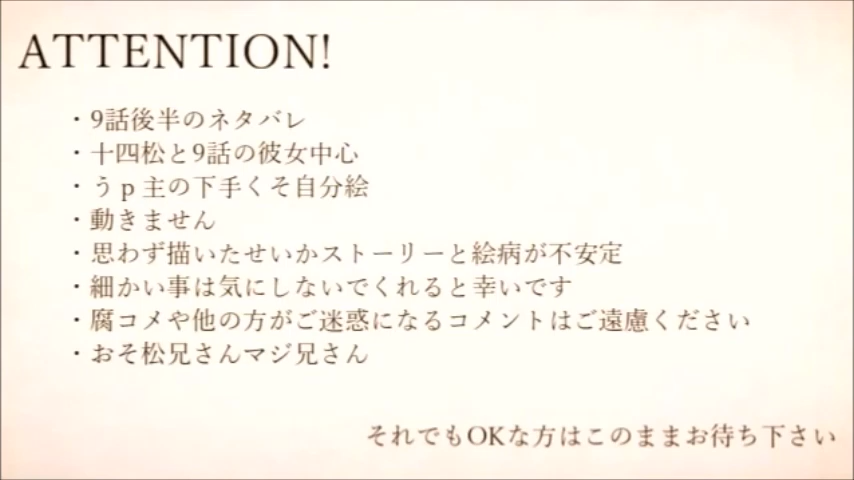 ATTENTION!
・9話後半のネタバレ
・十四松と9話の彼女中心
・うp主の下手くそ自分絵
・動きません
・思わず描いたせいかストーリーと絵病が不安定
・細かい事は気にしないでくれると幸いです
・腐コメや他の方がご迷惑になるコメントはご遠慮ください
・おそ松兄さんマジ兄さん
それでもOKな方はこのままお待ち下さい